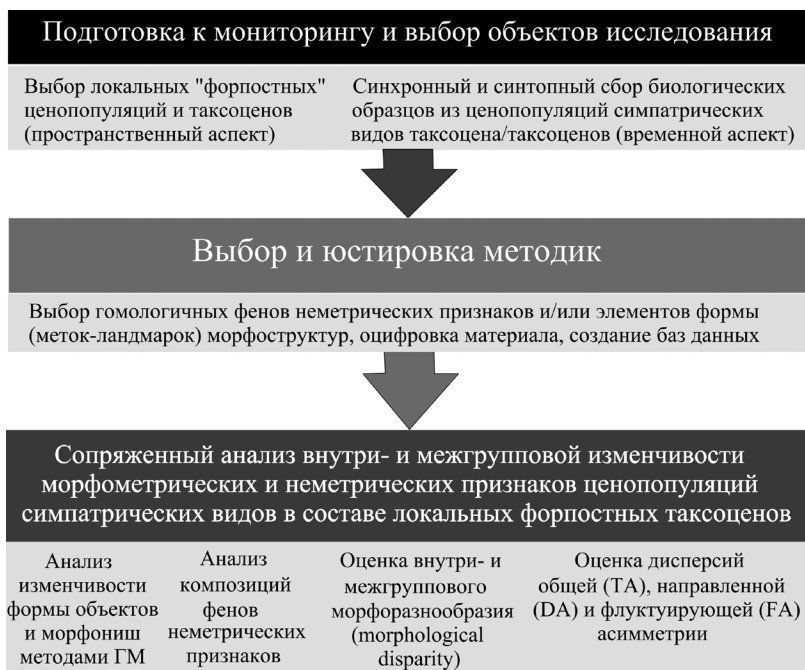 Подготовка к мониторингу и выбор объектов исследования
Выбор локальных "форпостных"
ценопопуляций и таксоценов
(пространственный аспект)
Синхронный и синтопный сбор биологических
образцов из ценопопуляций симпатрических
видов таксоцена/таксоценов (временной аспект)
Выбор и юстировка методик
Выбор гомологичных фенов неметрических признаков и/или элементов формы
(меток-ландмарок) морфоструктур, оцифровка материала, создание баз данных
Сопряженный анализ внутри- и межгрупповой изменчивости
морфометрических и неметрических признаков ценопопуляций
симпатрических видов в составе локальных форпостных таксоценов
Анализ
изменчивости
формы объектов
и морфониш
методами ГМ
Анализ
композиций
фенов
неметрических
признаков
Оценка внутри- и
межгруппового
морфоразнообразия
(morphological
disparity)
Оценка дисперсий
общей (TA), направленной
(DA) и флуктуирующей (FA)
асимметрии